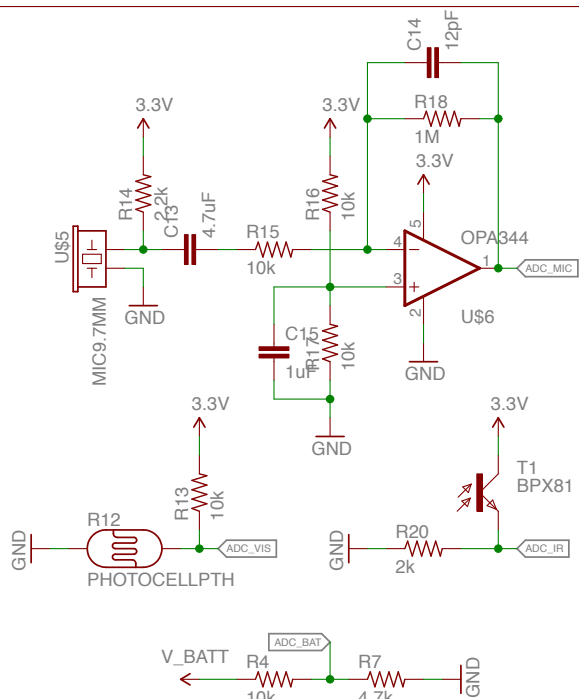 C14
12pF
3.3V
3.3V
R18
1M
3.3V
R14
2.2k
C13
4.7uF
R16
10k
5
OPA344
U$5
R15
10k
4
3
1
ADC_MIC
2
U$6
MIC9.7MM
GND
C15
1uF
R17
10k
GND
GND
3.3V
3.3V
T1
BPX81
R13
10k
R12
GND
ADC_VIS
PHOTOCELLPTH
GND
R20
2k
ADC_IR
ADC_BAT
V_BATT
R4
10k
R7
4.7k
GND